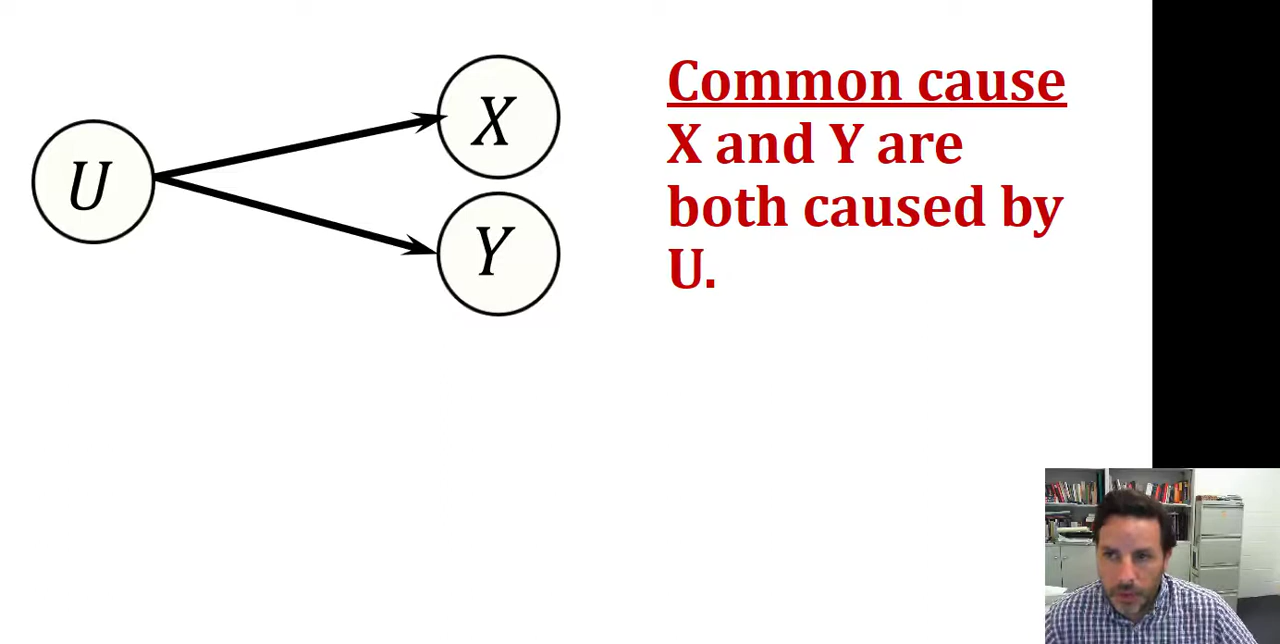 U
X
Y
Common cause
X and Y are
both caused by
U.